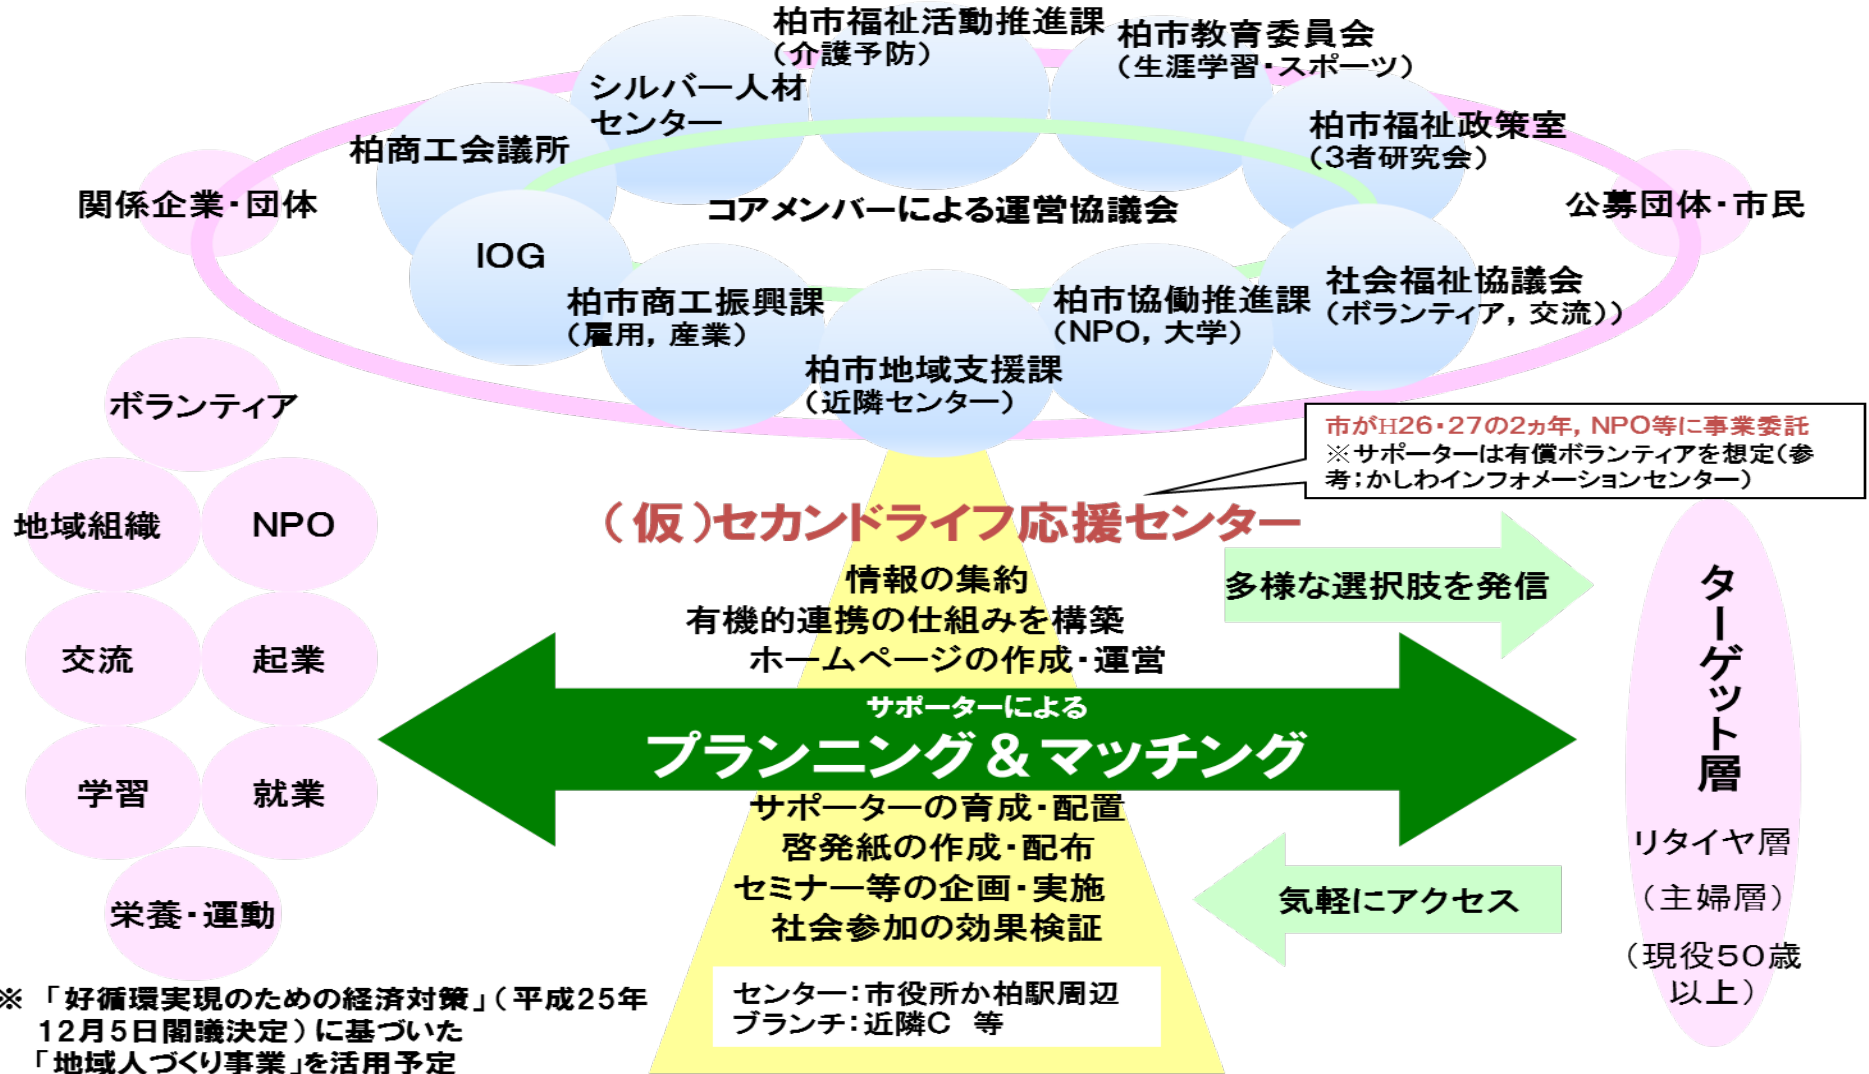 柏市福祉活動推進課
（介護予防）
柏市教育委員会
（生涯学習・スポーツ）
シルバー人材
センター
柏商工会議所
柏市福祉政策室
（3者研究会）
関係企業・団体
コアメンバーによる運営協議会
公募団体・市民
IOG
柏市商工振興課
（雇用，産業）
柏市地域支援課
（近隣センター）
柏市協働推進課
（NPO，大学）
社会福祉協議会
（ボランティア，交流））
市がH26・27の2ヵ年，NPO等に事業委託
※サポーターは有償ボランティアを想定（参
考；かしわインフォメーションセンター）
ボランティア
地域組織
NPO
交流
起業
学習
就業
栄養・運動
（仮）セカンドライフ応援センター
情報の集約
有機的連携の仕組みを構築
ホームページの作成・運営
サポーターによる
プランニング＆マッチング
サポーターの育成・配置
啓発紙の作成・配布
セミナー等の企画・実施
社会参加の効果検証
センター：市役所か柏駅周辺
ブランチ：近隣C　等
多様な選択肢を発信
気軽にアクセス
ターゲット層
リタイヤ層
（主婦層）
（現役50歳
以上）
※ 「好循環実現のための経済対策」（平成25年
12月5日閣議決定）に基づいた
「地域人づくり事業」を活用予定